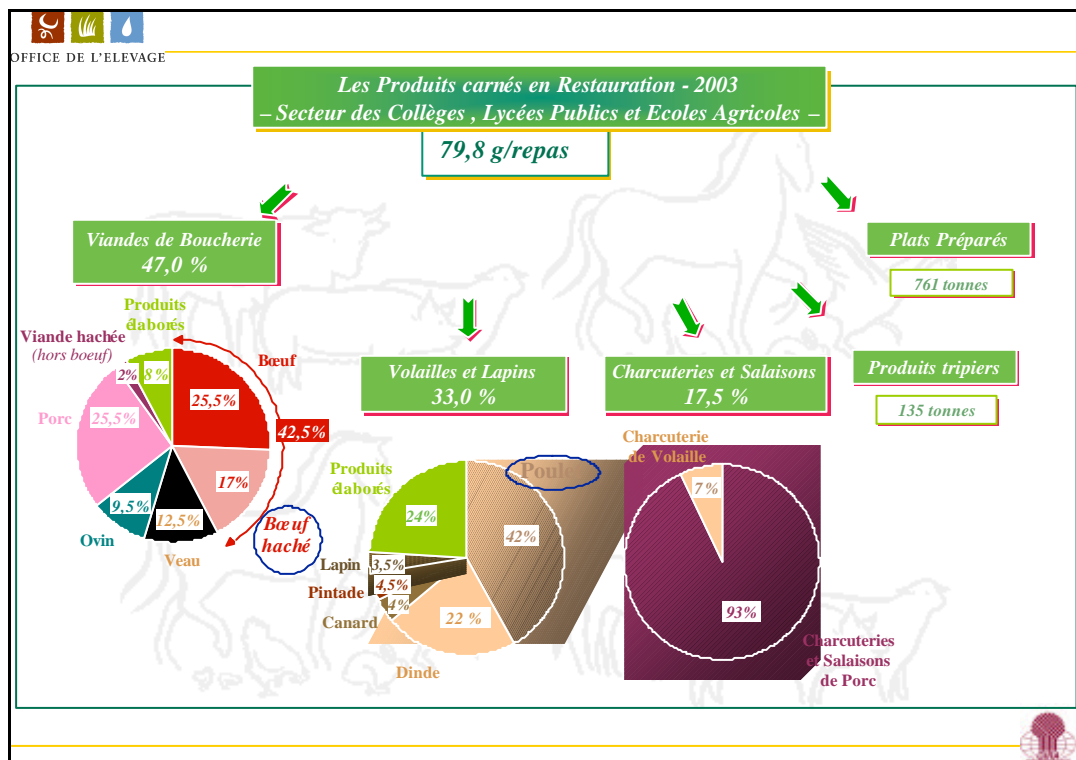 OFFICE DE L'ELEVAGE
Les Produits carnés en Restauration - 2003
– Secteur des Collèges , Lycées Publics et Ecoles Agricoles –
79,8 g/repas
Viandes de Boucherie
47,0 %
Plats Préparés
761 tonnes
Produits
élaborés
Viande hachée
(hors boeuf)
2%
8 %
Bœuf
25,5%
Porc
25,5%
42,5%
17%
9,5%
12,5%
Ovin
Veau
Bœuf
haché
Volailles et Lapins
33,0 %
Charcuteries et Salaisons
17,5 %
Produits tripiers
135 tonnes
Produits
élaborés
Poule
24%
42%
Lapin
3,5%
Pintade
4,5%
Canard
4%
22 %
Dinde
Charcuterie
de Volaille
7 %
93%
Charcuteries
et Salaisons
de Porc